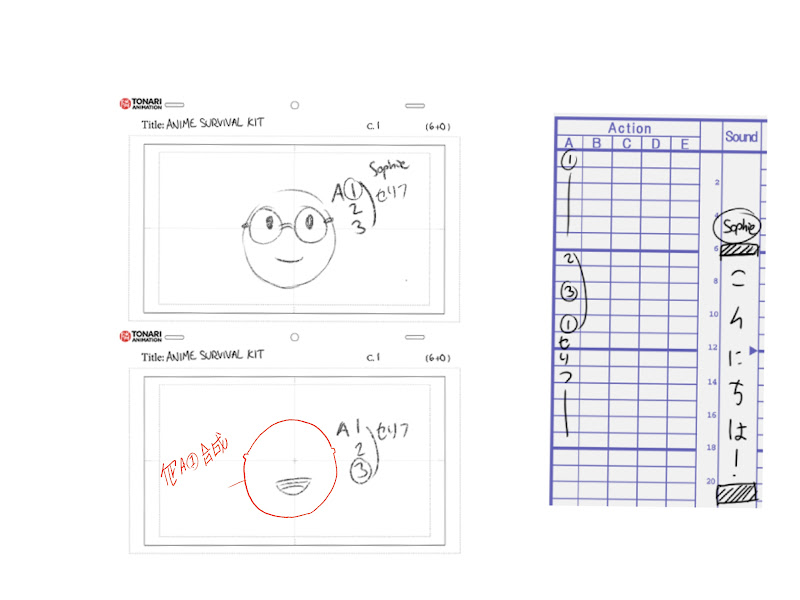 TONARI ANIMATION
Title: ANIME SURVIVAL KIT C.1 (6+0)
Sophie
A ① セリフ
2
3
TONARI ANIMATION
Title: ANIME SURVIVAL KIT C.1 (6+0)
A 1 セリフ
2
③
他A①合成
Action Sound
A B C D E
①
2
4
Sophie
6
2
8
③
10
①
12
セ
リ
フ
14
16
18
20
こ
ん
に
ち
は
!